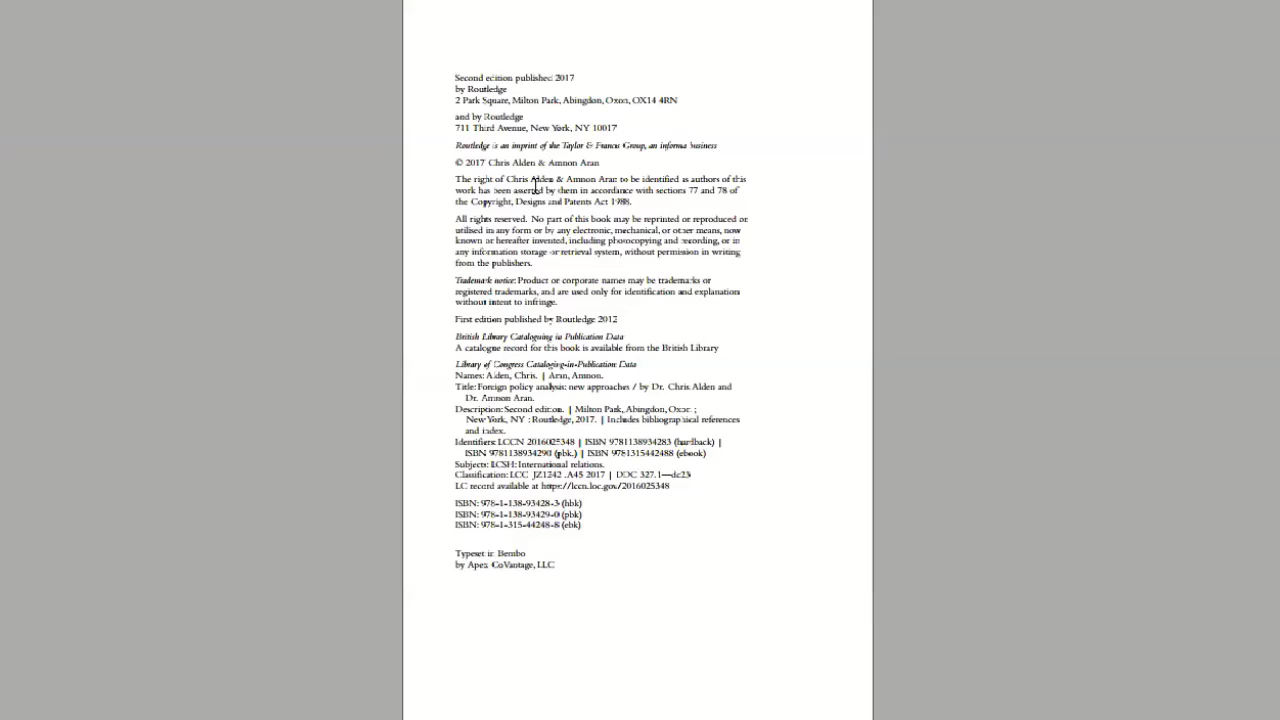 Second edition published 2017
by Routledge
2 Park Square, Milton Park, Abingdon, Oxon, OX14 4RN
and by Routledge
711 Third Avenue, New York, NY 10017
Routledge is an imprint of the Taylor & Francis Group, an informa business
© 2017 Chris Alden & Amnon Aran
The right of Chris Alden & Amnon Aran to be identified as authors of this
work has been asserted by them in accordance with sections 77 and 78 of
the Copyright, Designs and Patents Act 1988.
All rights reserved. No part of this book may be reprinted or reproduced or
utilised in any form or by any electronic, mechanical, or other means, now
known or hereafter invented, including photocopying and recording, or in
any information storage or retrieval system, without permission in writing
from the publishers.
Trademark notice: Product or corporate names may be trademarks or
registered trademarks, and are used only for identification and explanation
without intent to infringe.
First edition published by Routledge 2012
British Library Cataloguing in Publication Data
A catalogue record for this book is available from the British Library
Library of Congress Cataloging-in-Publication Data
Names: Alden, Chris. | Aran, Amnon.
Title: Foreign policy analysis: new approaches / by Dr. Chris Alden and
Dr. Amnon Aran.
Description: Second edition. | Milton Park, Abingdon, Oxon ;
New York, NY : Routledge, 2017. | Includes bibliographical references
and index.
Identifiers: LCCN 2016025348 | ISBN 9781138934283 (hardback) |
ISBN 9781138934290 (pbk.) | ISBN 9781315442488 (ebook)
Subjects: LCSH: International relations.
Classification: LCC JZ1242 .A45 2017 | DDC 327.1—dc23
LC record available at https://lccn.loc.gov/2016025348
ISBN: 978-1-138-93428-3 (hbk)
ISBN: 978-1-138-93429-0 (pbk)
ISBN: 978-1-315-44248-8 (ebk)
Typeset in Bembo
by Apex CoVantage, LLC